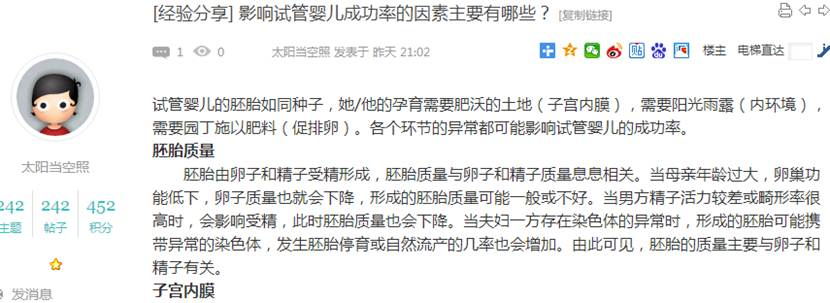 [经验分享] 影响试管婴儿成功率的因素主要有哪些？ [复制链接]
1 0 太阳当空照 发表于 昨天 21:02 楼主 电梯直达
试管婴儿的胚胎如同种子，她/他的孕育需要肥沃的土地（子宫内膜），需要阳光雨露（内环境），
需要园丁施以肥料（促排卵）。各个环节的异常都可能影响试管婴儿的成功率。
胚胎质量
胚胎由卵子和精子受精形成，胚胎质量与卵子和精子质量息息相关。当母亲年龄过大，卵巢功
能低下，卵子质量也就会下降，形成的胚胎质量可能一般或不好。当男方精子活力较差或畸形率很
高时，会影响受精，此时胚胎质量也会下降。当夫妇一方存在染色体的异常时，形成的胚胎可能携
带异常的染色体，发生胚胎停育或自然流产的几率也会增加。由此可见，胚胎的质量主要与卵子和
精子有关。
子宫内膜
太阳当空照
242 242 452
主题 帖子 积分
发消息